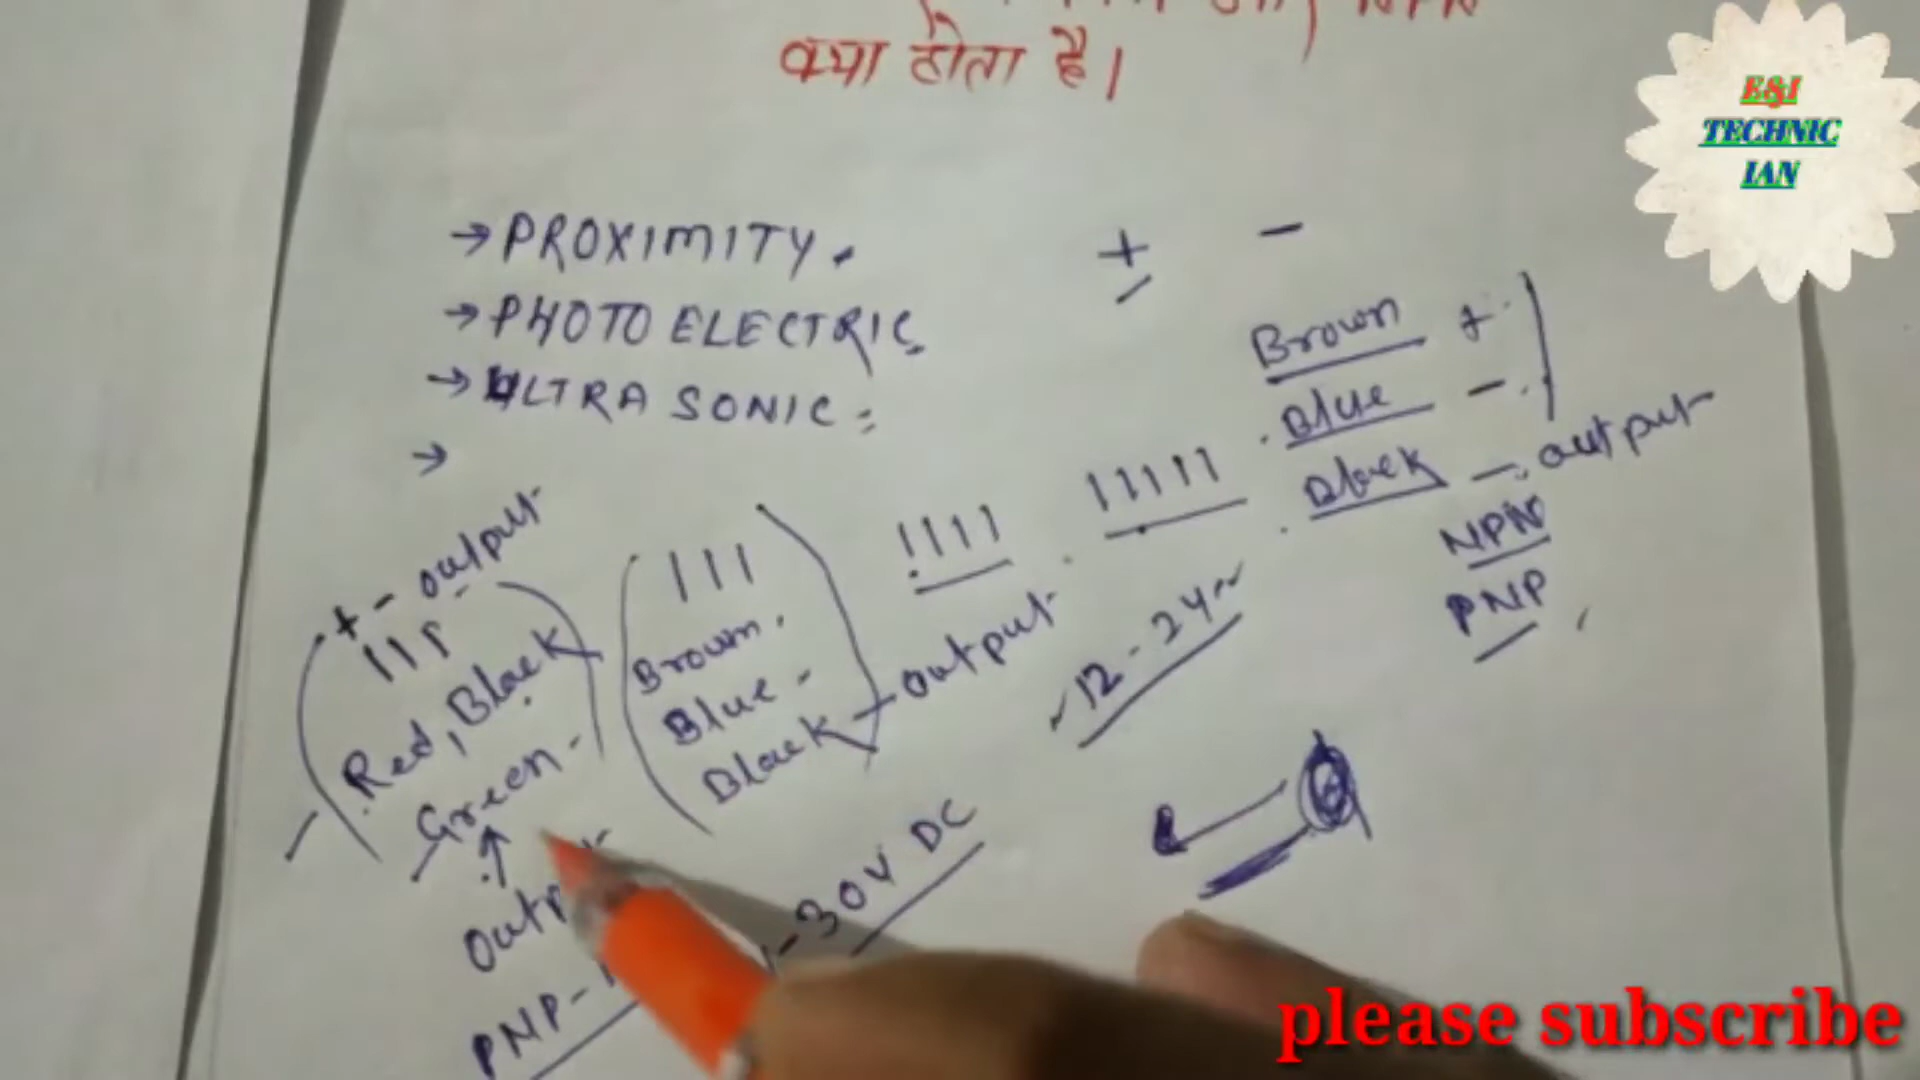 क्या होता है।
E&I
TECHNIC
IAN
→ PROXIMITY.
→ PHOTO ELECTRIC
→ ULTRA SONIC
→
+ -
Brown +
Blue -
Black - output
NPN
PNP
+ - output
Red, Black
Green -
Brown.
Blue -
Black - output
12-24
-30V DC
PNP-
please subscribe